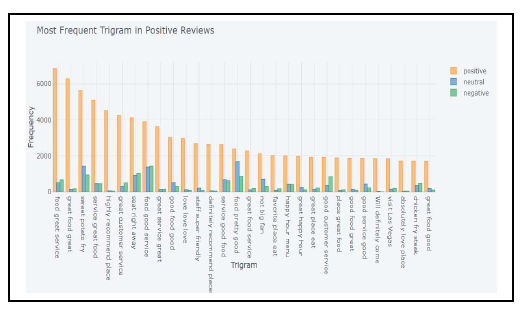 Most Frequent Trigram in Positive Reviews
positive
neutral
negative
Frequency
6000
4000
2000
0
food great service
great food great
sweet potato fry
service great food
highly recommend place
great customer service
seat right away
food good service
great service great
good food good
love love love
staff super friendly
definitely recommend place
service good food
food pretty good
great food service
not big fan
favorite place eat
happy hour menu
great happy hour
great place eat
good customer service
place great food
good food great
good service good
Will definitely come
visit Las Vegas
absolutely love place
chicken fry steak
great food good
Trigram